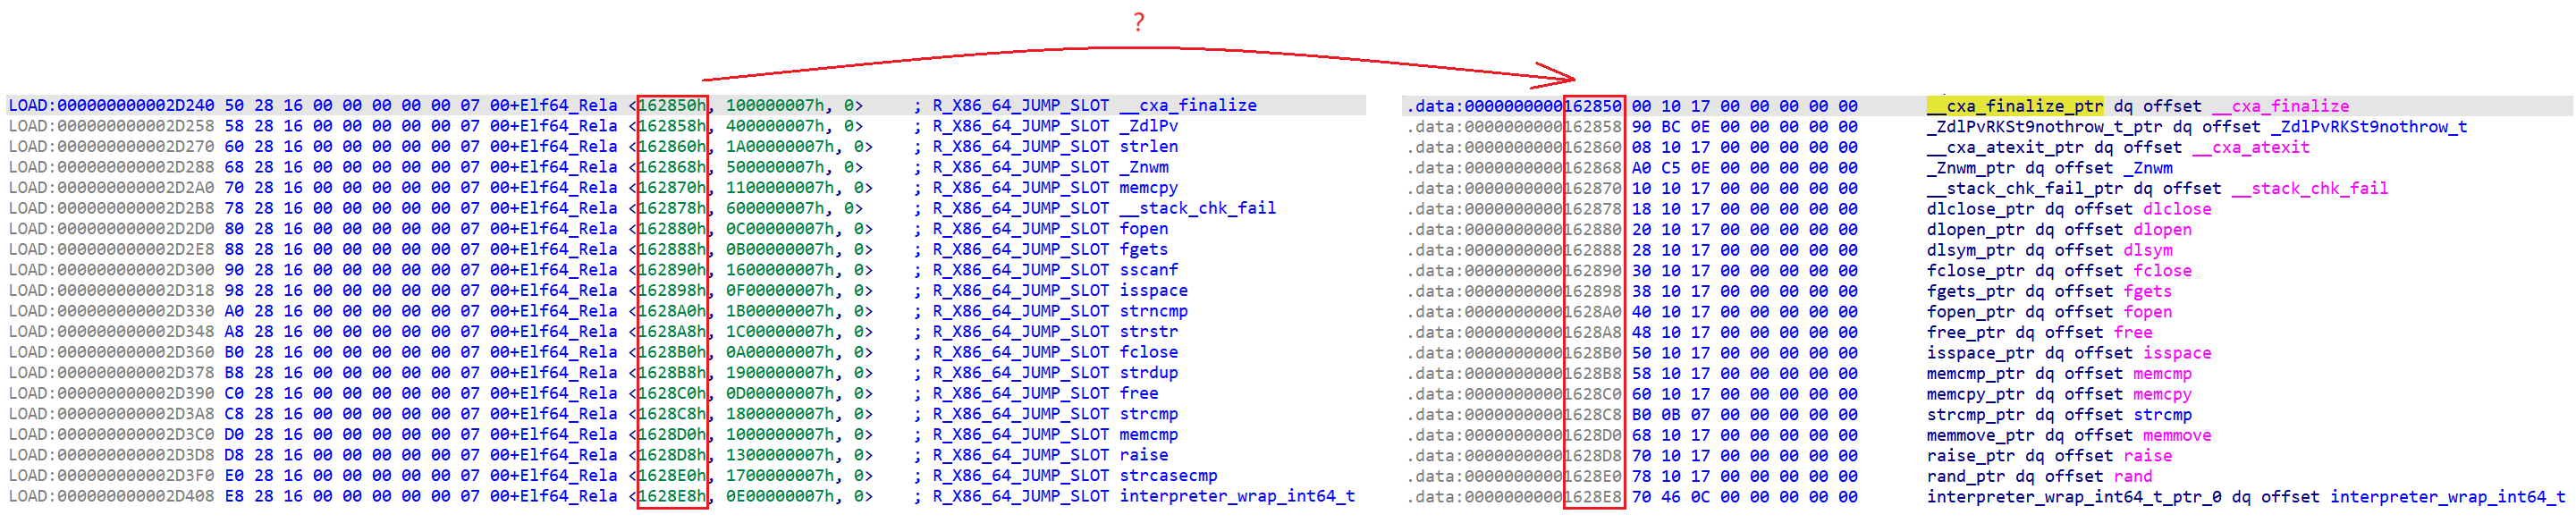 ?
LOAD:000000000002D240 50 28 16 00 00 00 00 00 07 00+Elf64_Rela <162850h, 100000007h, 0> ; R_X86_64_JUMP_SLOT __cxa_finalize
LOAD:000000000002D258 58 28 16 00 00 00 00 00 07 00+Elf64_Rela <162858h, 400000007h, 0> ; R_X86_64_JUMP_SLOT _ZdlPv
LOAD:000000000002D270 60 28 16 00 00 00 00 00 07 00+Elf64_Rela <162860h, 1A00000007h, 0> ; R_X86_64_JUMP_SLOT strlen
LOAD:000000000002D288 68 28 16 00 00 00 00 00 07 00+Elf64_Rela <162868h, 500000007h, 0> ; R_X86_64_JUMP_SLOT _Znwm
LOAD:000000000002D2A0 70 28 16 00 00 00 00 00 07 00+Elf64_Rela <162870h, 1100000007h, 0> ; R_X86_64_JUMP_SLOT memcpy
LOAD:000000000002D2B8 78 28 16 00 00 00 00 00 07 00+Elf64_Rela <162878h, 600000007h, 0> ; R_X86_64_JUMP_SLOT __stack_chk_fail
LOAD:000000000002D2D0 80 28 16 00 00 00 00 00 07 00+Elf64_Rela <162880h, 0C00000007h, 0> ; R_X86_64_JUMP_SLOT fopen
LOAD:000000000002D2E8 88 28 16 00 00 00 00 00 07 00+Elf64_Rela <162888h, 0B00000007h, 0> ; R_X86_64_JUMP_SLOT fgets
LOAD:000000000002D300 90 28 16 00 00 00 00 00 07 00+Elf64_Rela <162890h, 1600000007h, 0> ; R_X86_64_JUMP_SLOT sscanf
LOAD:000000000002D318 98 28 16 00 00 00 00 00 07 00+Elf64_Rela <162898h, 0F00000007h, 0> ; R_X86_64_JUMP_SLOT isspace
LOAD:000000000002D330 A0 28 16 00 00 00 00 00 07 00+Elf64_Rela <1628A0h, 1B00000007h, 0> ; R_X86_64_JUMP_SLOT strncmp
LOAD:000000000002D348 A8 28 16 00 00 00 00 00 07 00+Elf64_Rela <1628A8h, 1C00000007h, 0> ; R_X86_64_JUMP_SLOT strstr
LOAD:000000000002D360 B0 28 16 00 00 00 00 00 07 00+Elf64_Rela <1628B0h, 0A00000007h, 0> ; R_X86_64_JUMP_SLOT fclose
LOAD:000000000002D378 B8 28 16 00 00 00 00 00 07 00+Elf64_Rela <1628B8h, 1900000007h, 0> ; R_X86_64_JUMP_SLOT strdup
LOAD:000000000002D390 C0 28 16 00 00 00 00 00 07 00+Elf64_Rela <1628C0h, 0D00000007h, 0> ; R_X86_64_JUMP_SLOT free
LOAD:000000000002D3A8 C8 28 16 00 00 00 00 00 07 00+Elf64_Rela <1628C8h, 1800000007h, 0> ; R_X86_64_JUMP_SLOT strcmp
LOAD:000000000002D3C0 D0 28 16 00 00 00 00 00 07 00+Elf64_Rela <1628D0h, 1000000007h, 0> ; R_X86_64_JUMP_SLOT memcmp
LOAD:000000000002D3D8 D8 28 16 00 00 00 00 00 07 00+Elf64_Rela <1628D8h, 1300000007h, 0> ; R_X86_64_JUMP_SLOT raise
LOAD:000000000002D3F0 E0 28 16 00 00 00 00 00 07 00+Elf64_Rela <1628E0h, 1700000007h, 0> ; R_X86_64_JUMP_SLOT strcasecmp
LOAD:000000000002D408 E8 28 16 00 00 00 00 00 07 00+Elf64_Rela <1628E8h, 0E00000007h, 0> ; R_X86_64_JUMP_SLOT interpreter_wrap_int64_t
.data:0000000000162850 00 10 17 00 00 00 00 00 __cxa_finalize_ptr dq offset __cxa_finalize
.data:0000000000162858 90 BC 0E 00 00 00 00 00 _ZdlPvRKSt9nothrow_t_ptr dq offset _ZdlPvRKSt9nothrow_t
.data:0000000000162860 08 10 17 00 00 00 00 00 __cxa_atexit_ptr dq offset __cxa_atexit
.data:0000000000162868 A0 C5 0E 00 00 00 00 00 _Znwm_ptr dq offset _Znwm
.data:0000000000162870 10 10 17 00 00 00 00 00 __stack_chk_fail_ptr dq offset __stack_chk_fail
.data:0000000000162878 18 10 17 00 00 00 00 00 dlclose_ptr dq offset dlclose
.data:0000000000162880 20 10 17 00 00 00 00 00 dlopen_ptr dq offset dlopen
.data:0000000000162888 28 10 17 00 00 00 00 00 dlsym_ptr dq offset dlsym
.data:0000000000162890 30 10 17 00 00 00 00 00 fclose_ptr dq offset fclose
.data:0000000000162898 38 10 17 00 00 00 00 00 fgets_ptr dq offset fgets
.data:00000000001628A0 40 10 17 00 00 00 00 00 fopen_ptr dq offset fopen
.data:00000000001628A8 48 10 17 00 00 00 00 00 free_ptr dq offset free
.data:00000000001628B0 50 10 17 00 00 00 00 00 isspace_ptr dq offset isspace
.data:00000000001628B8 58 10 17 00 00 00 00 00 memcmp_ptr dq offset memcmp
.data:00000000001628C0 60 10 17 00 00 00 00 00 memcpy_ptr dq offset memcpy
.data:00000000001628C8 B0 0B 07 00 00 00 00 00 strcmp_ptr dq offset strcmp
.data:00000000001628D0 68 10 17 00 00 00 00 00 memmove_ptr dq offset memmove
.data:00000000001628D8 70 10 17 00 00 00 00 00 raise_ptr dq offset raise
.data:00000000001628E0 78 10 17 00 00 00 00 00 rand_ptr dq offset rand
.data:00000000001628E8 70 46 0C 00 00 00 00 00 interpreter_wrap_int64_t_ptr_0 dq offset interpreter_wrap_int64_t